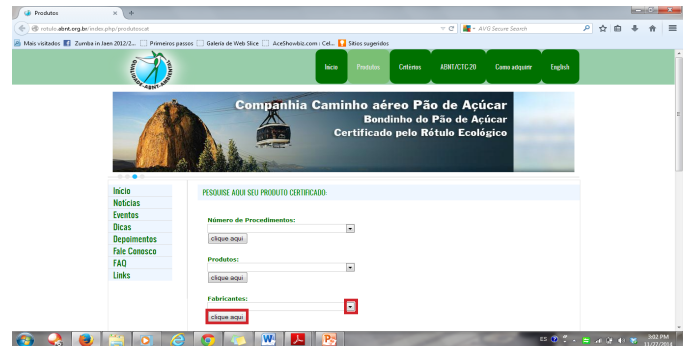 Produtos
rotulo.abnt.org.br/index.php/produtoscat
AVG Secure Search
Mais visitados
Zumba in Jaen 2012/2...
Primeiros passos
Galeria de Web Slice
AceShowbiz.com : Cel...
Sitios sugeridos
Início
Produtos
Critérios
ABNT/CTC-20
Como adquirir
English
Companhia Caminho aéreo Pão de Açúcar
Bondinho do Pão de Açúcar
Certificado pelo Rótulo Ecológico
Início
Notícias
Eventos
Dicas
Depoimentos
Fale Conosco
FAQ
Links
PESQUISE AQUI SEU PRODUTO CERTIFICADO:
Número de Procedimentos:
clique aqui
Produtos:
clique aqui
Fabricantes:
clique aqui
ES
3:02 PM
11/27/2014